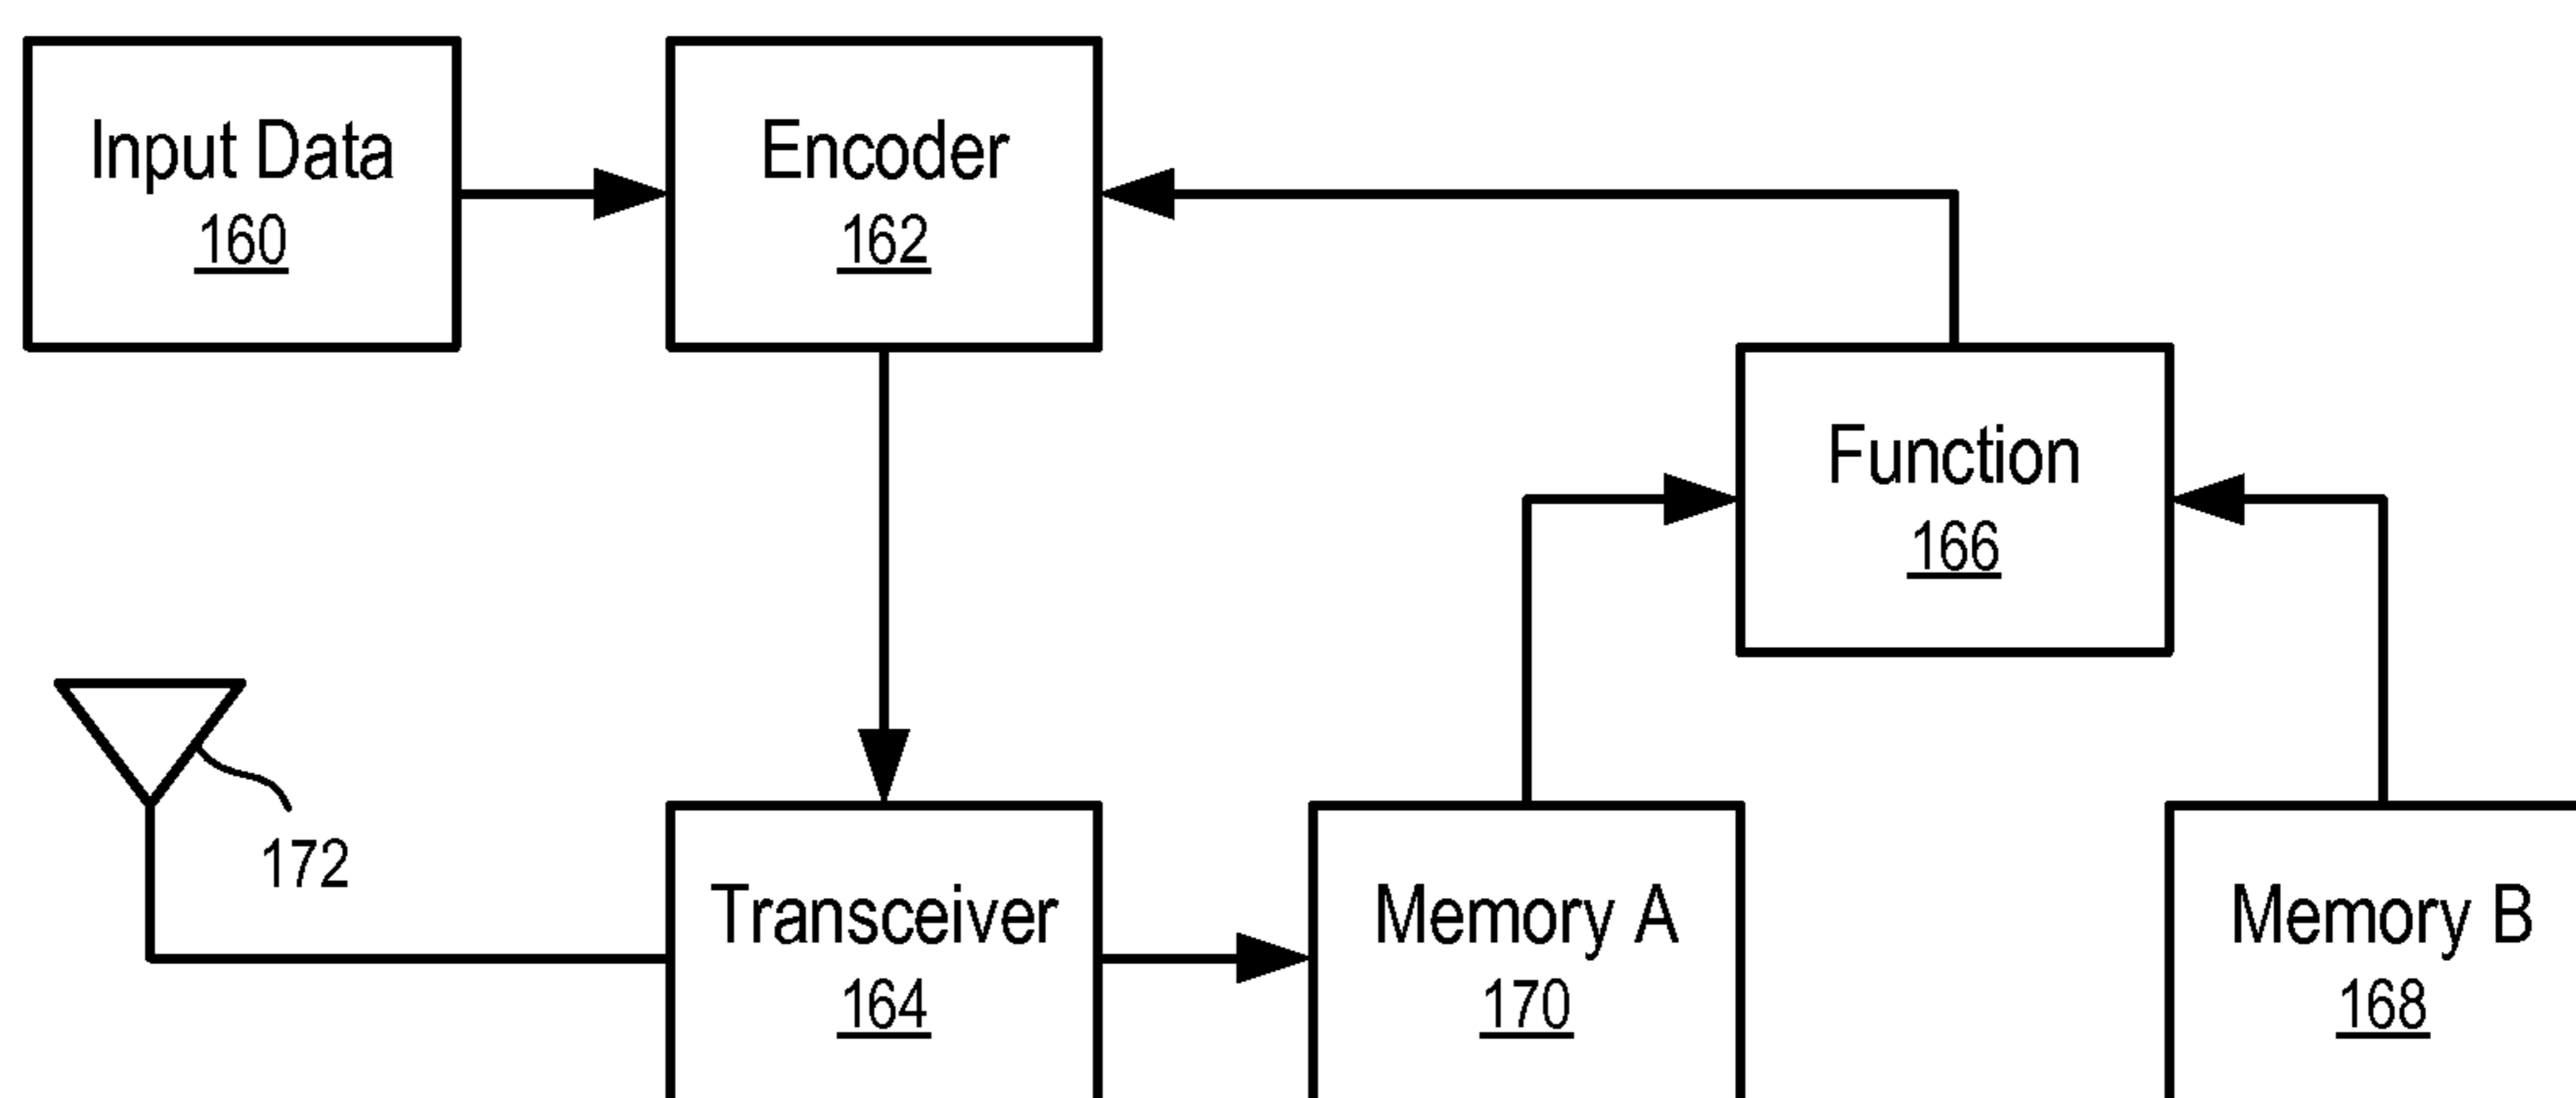 Input Data
160
Encoder
162
Function
166
172
Transceiver
164
Memory A
170
Memory B
168